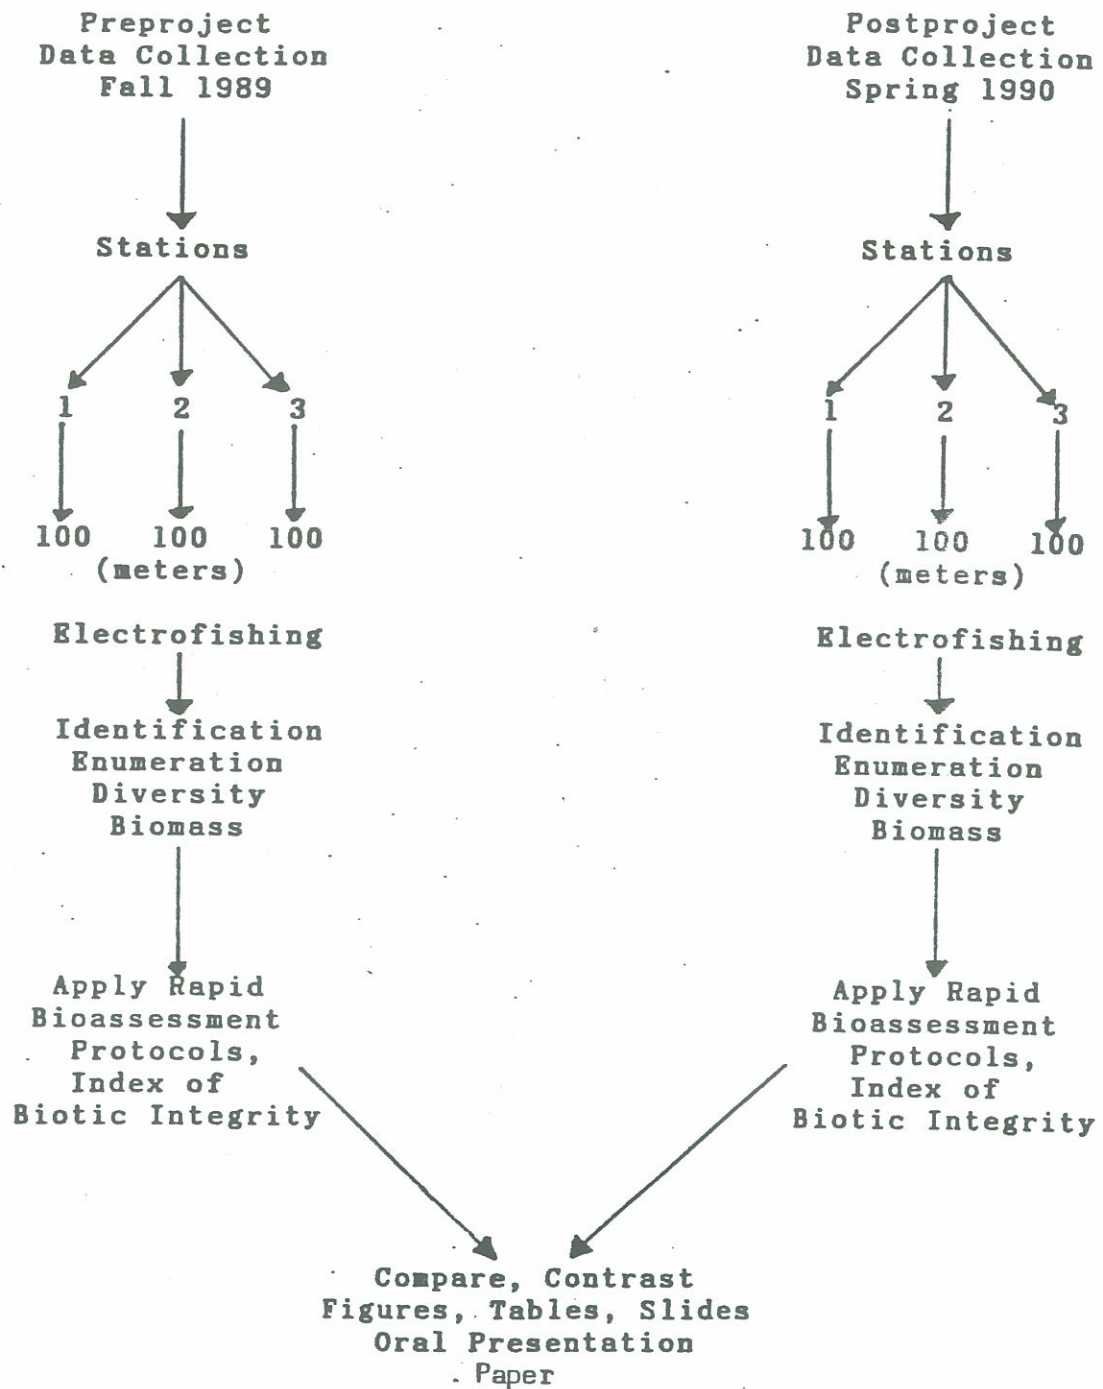 Preproject
Data Collection
Fall 1989
Stations
1 2 3
100 100 100
(meters)
Electrofishing
Identification
Enumeration
Diversity
Biomass
Apply Rapid
Bioassessment
Protocols,
Index of
Biotic Integrity
Postproject
Data Collection
Spring 1990
Stations
1 2 3
100 100 100
(meters)
Electrofishing
Identification
Enumeration
Diversity
Biomass
Apply Rapid
Bioassessment
Protocols,
Index of
Biotic Integrity
Compare, Contrast
Figures, Tables, Slides
Oral Presentation
Paper